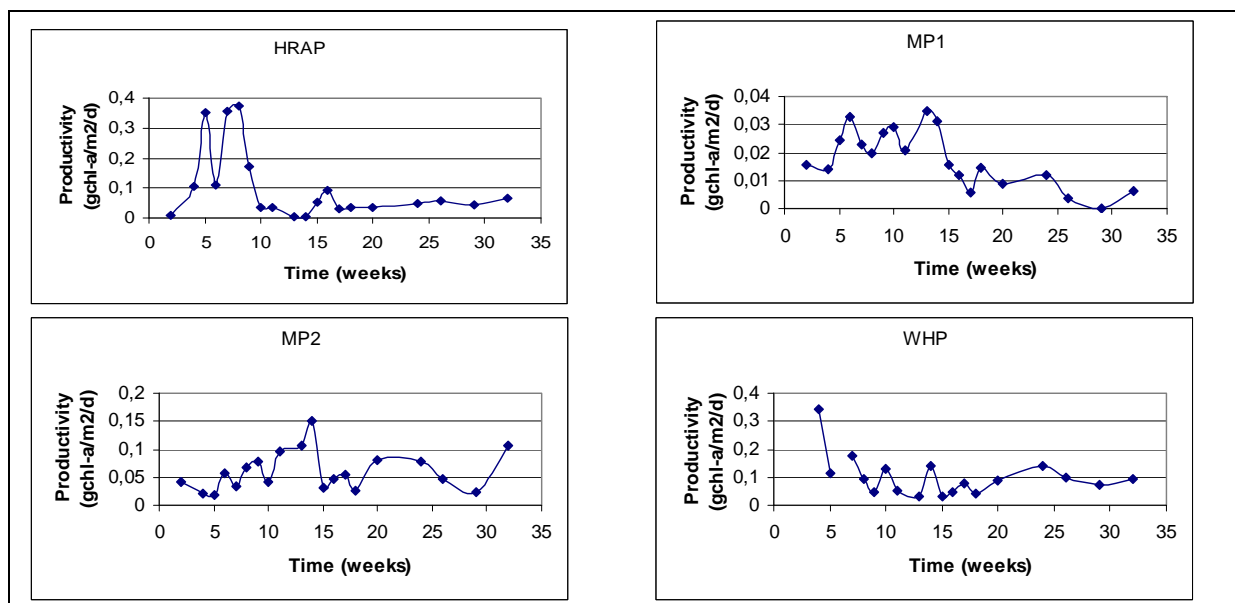 HRAP
Productivity
(gchl-a/m2/d)
0,4
0,3
0,2
0,1
0
0 5 10 15 20 25 30 35
Time (weeks)
MP1
Productivity
(gchl-a/m2/d)
0,04
0,03
0,02
0,01
0
0 5 10 15 20 25 30 35
Time (weeks)
MP2
Productivity
(gchl-a/m2/d)
0,2
0,15
0,1
0,05
0
0 5 10 15 20 25 30 35
Time (weeks)
WHP
Productivity
(gchl-a/m2/d)
0,4
0,3
0,2
0,1
0
0 5 10 15 20 25 30 35
Time (weeks)